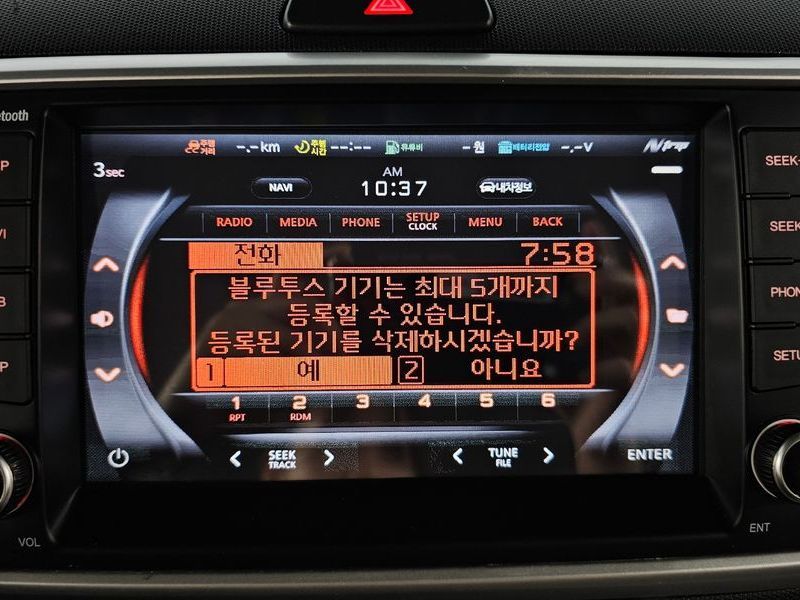 etooth
주행거리 --.-km 주행시간 --:-- 유류비 -원 배터리전압 -.-V Ntrip
3sec
AM
NAVI 10:37 내차정보
RADIO MEDIA PHONE SETUP CLOCK MENU BACK
전화 7:58
블루투스 기기는 최대 5개까지
등록할 수 있습니다.
등록된 기기를 삭제하시겠습니까?
1 예 2 아니요
1 2 3 4 5 6
RPT RDM
SEEK TRACK
TUNE FILE
ENTER
VOL
SEEK
SEEK
PHON
SETU
ENT